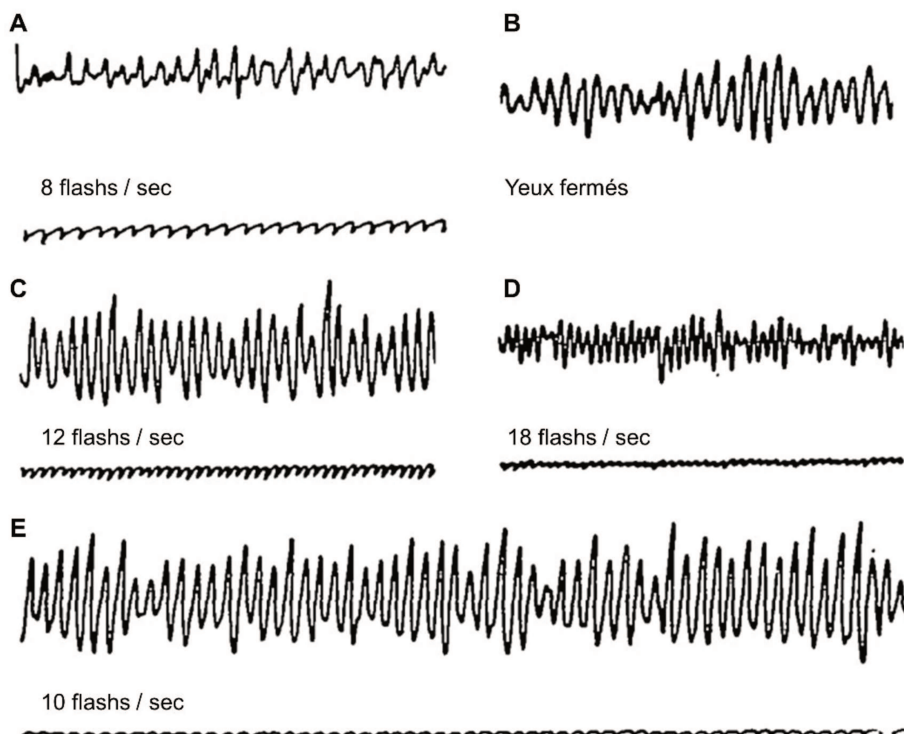 A
B
8 flashs / sec
Yeux fermés
C
D
12 flashs / sec
18 flashs / sec
E
10 flashs / sec